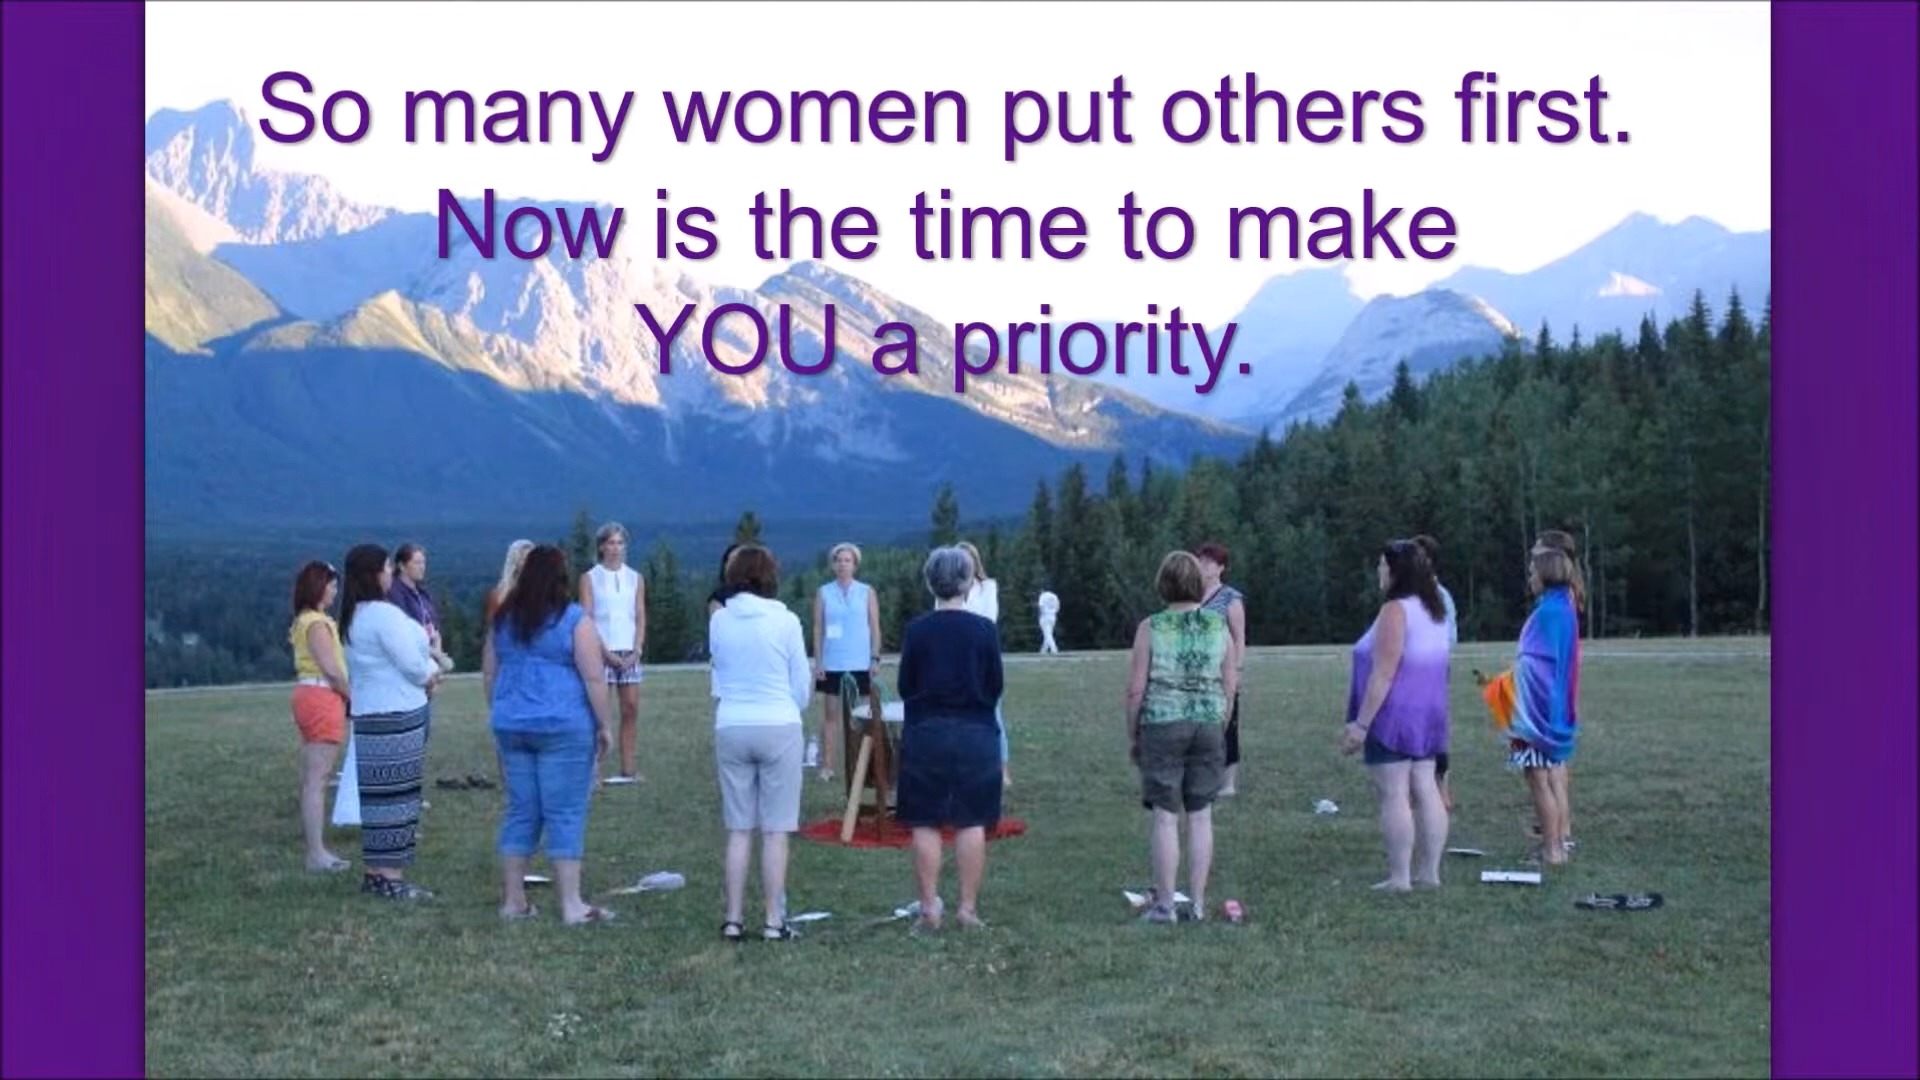 So many women put others first.
Now is the time to make
YOU a priority.